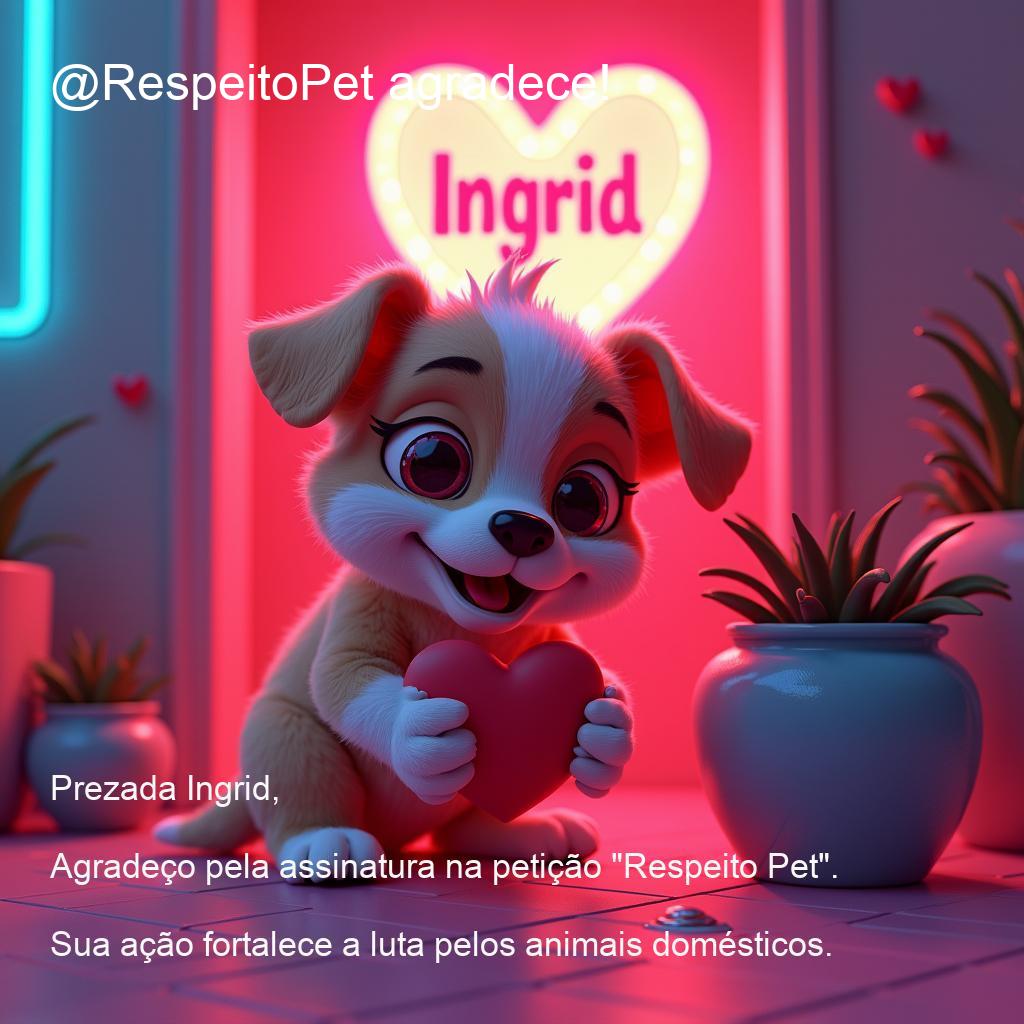 @RespeitoPet agradece!
Ingrid
Prezada Ingrid,
Agradeço pela assinatura na petição "Respeito Pet".
Sua ação fortalece a luta pelos animais domésticos.